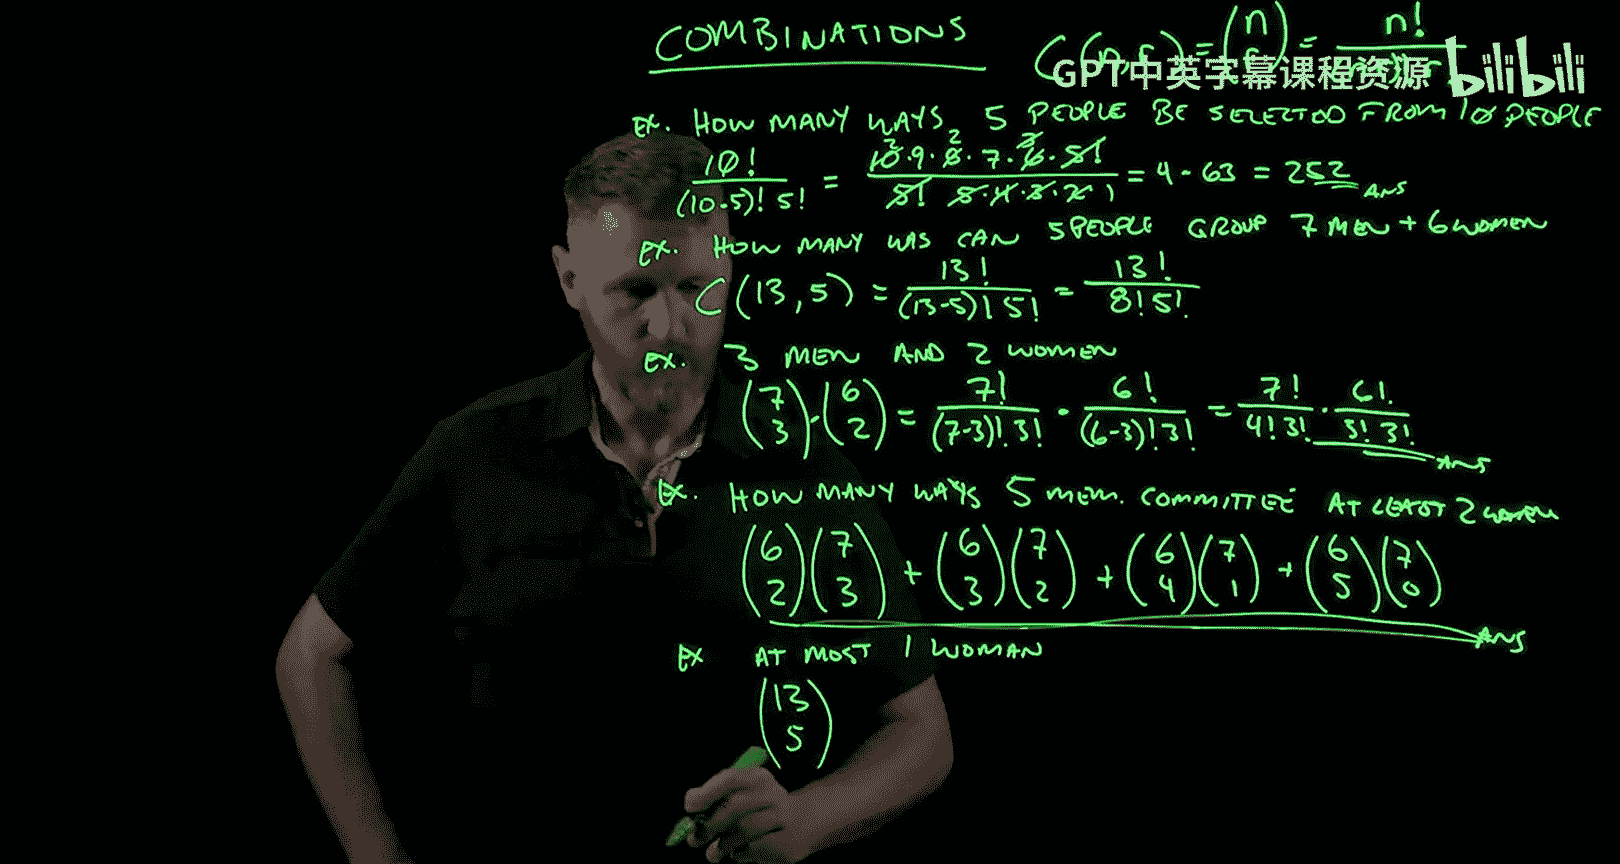 COMBINATIONS C(n,r) = (n r) = n!
GPT中英字幕课程资源 bilibili
EX. HOW MANY WAYS 5 PEOPLE BE SELECTED FROM 10 PEOPLE
10! / (10-5)! 5! = 10·9·8·7·6·5! / 5! 5·4·3·2·1 = 4 · 63 = 252 ANS
EX. HOW MANY WAS CAN 5 PEOPLE GROUP 7 MEN + 6 WOMEN
C(13,5) = 13! / (13-5)! 5! = 13! / 8! 5!
EX. 3 MEN AND 2 WOMEN
(7 3)·(6 2) = 7! / (7-3)! 3! · 6! / (6-3)! 3! = 7! / 4! 3! · 6! / 3! 3! ANS
EX. HOW MANY WAYS 5 MEM. COMMITTEE AT LEAST 2 WOMEN
(6 2)(7 3) + (6 3)(7 2) + (6 4)(7 1) + (6 5)(7 0) ANS
EX AT MOST 1 WOMAN
(13 5)